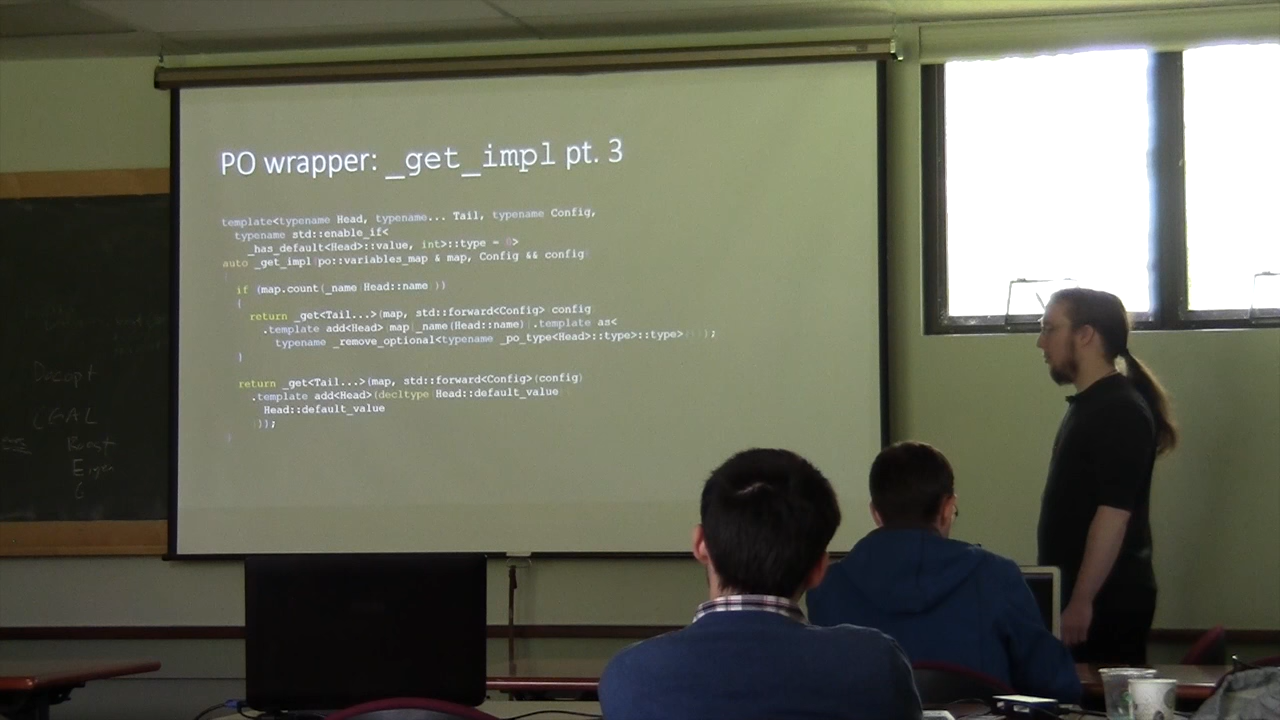 PO wrapper: _get_impl pt. 3
template<typename Head, typename... Tail, typename Config,
typename std::enable_if<
_has_default<Head>::value, int>::type = 0>
auto _get_impl(po::variables_map & map, Config && config)
if (map.count(_name(Head::name)))
{
return _get<Tail...>(map, std::forward<Config>(config)
.template add<Head>(map[_name(Head::name)].template as<
typename _remove_optional<typename _po_type<Head>::type>::type>());
}
return _get<Tail...>(map, std::forward<Config>(config)
.template add<Head>(decltype(Head::default_value)
Head::default_value
));
}
Docopt
CGAL